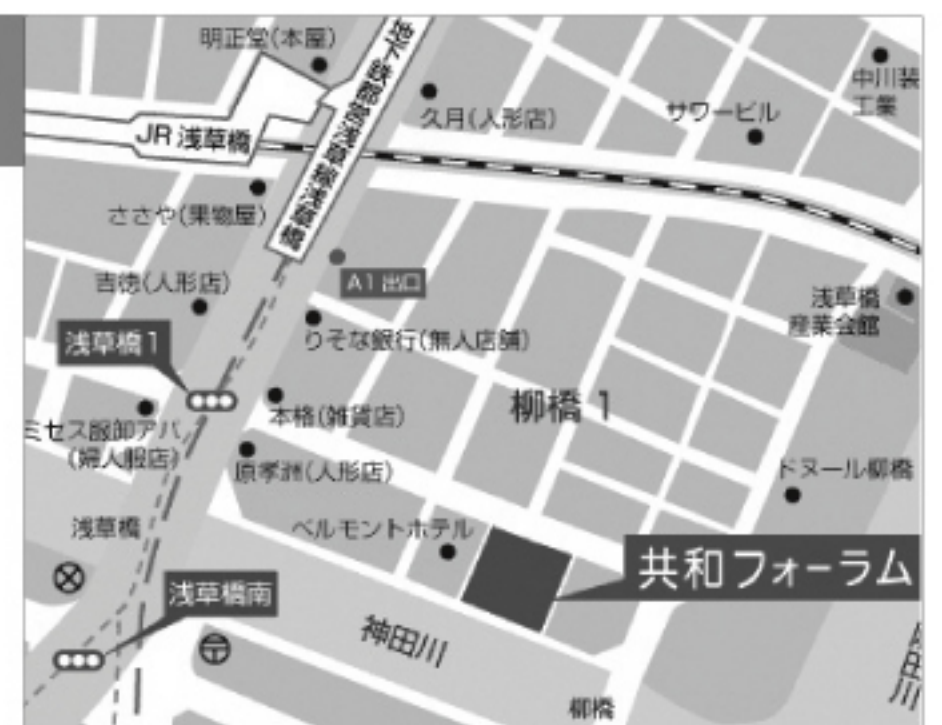 明正堂(本屋)
地下鉄都営浅草線浅草橋
中川装
工業
久月(人形店)
サワービル
JR 浅草橋
ささや(果物屋)
A1 出口
吉徳(人形店)
浅草橋
産業会館
りそな銀行(無人店舗)
浅草橋1
柳橋 1
本格(雑貨店)
ミセス服卸アバ
(婦人服店)
原孝洲(人形店)
ドヌール柳橋
浅草橋
ベルモントホテル
共和フォーラム
浅草橋南
神田川
柳橋